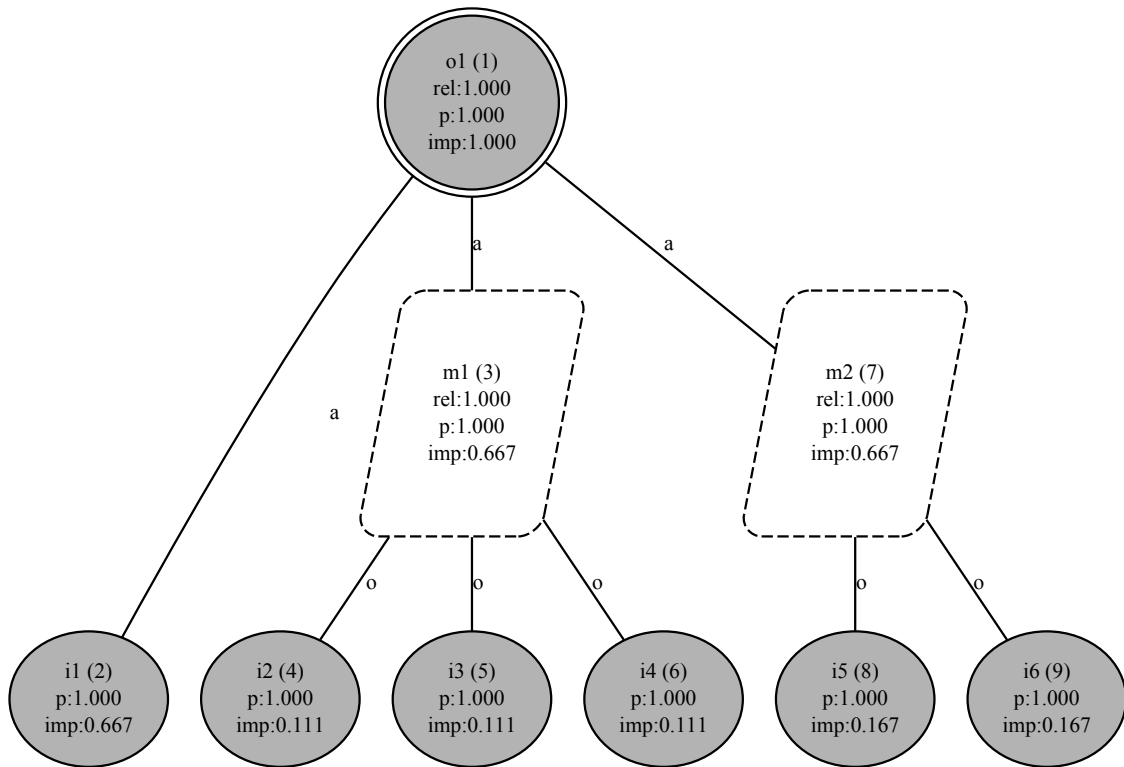 o1 (1)
rel:1.000
p:1.000
imp:1.000
a
a
a
m1 (3)
rel:1.000
p:1.000
imp:0.667
m2 (7)
rel:1.000
p:1.000
imp:0.667
o
o
o
o
o
i1 (2)
p:1.000
imp:0.667
i2 (4)
p:1.000
imp:0.111
i3 (5)
p:1.000
imp:0.111
i4 (6)
p:1.000
imp:0.111
i5 (8)
p:1.000
imp:0.167
i6 (9)
p:1.000
imp:0.167